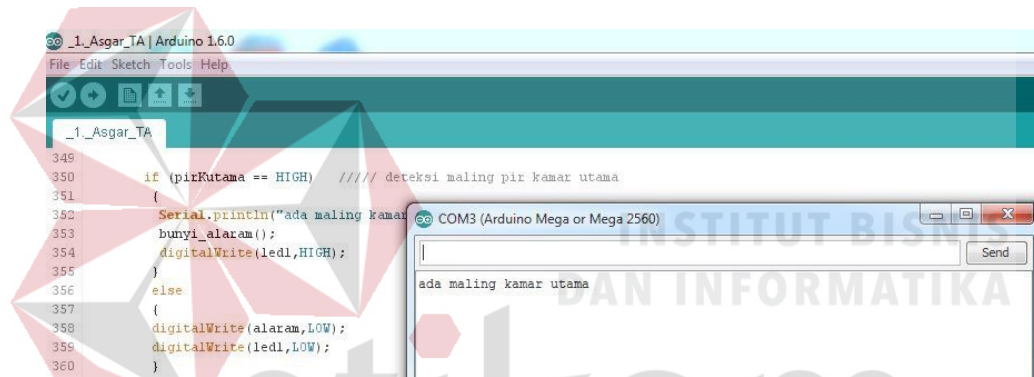 _1._Asgar_TA | Arduino 1.6.0
File Edit Sketch Tools Help
_1._Asgar_TA
349
350 if (pirKutama == HIGH) ///// deteksi maling pir kamar utama
351 {
352 Serial.println("ada maling kamar
353 bunyi_alaram();
354 digitalWrite(led1,HIGH);
355 }
356 else
357 {
358 digitalWrite(alaram,LOW);
359 digitalWrite(led1,LOW);
360 }
COM3 (Arduino Mega or Mega 2560)
Send
ada maling kamar utama
INSTITUT BISNIS
DAN INFORMATIKA